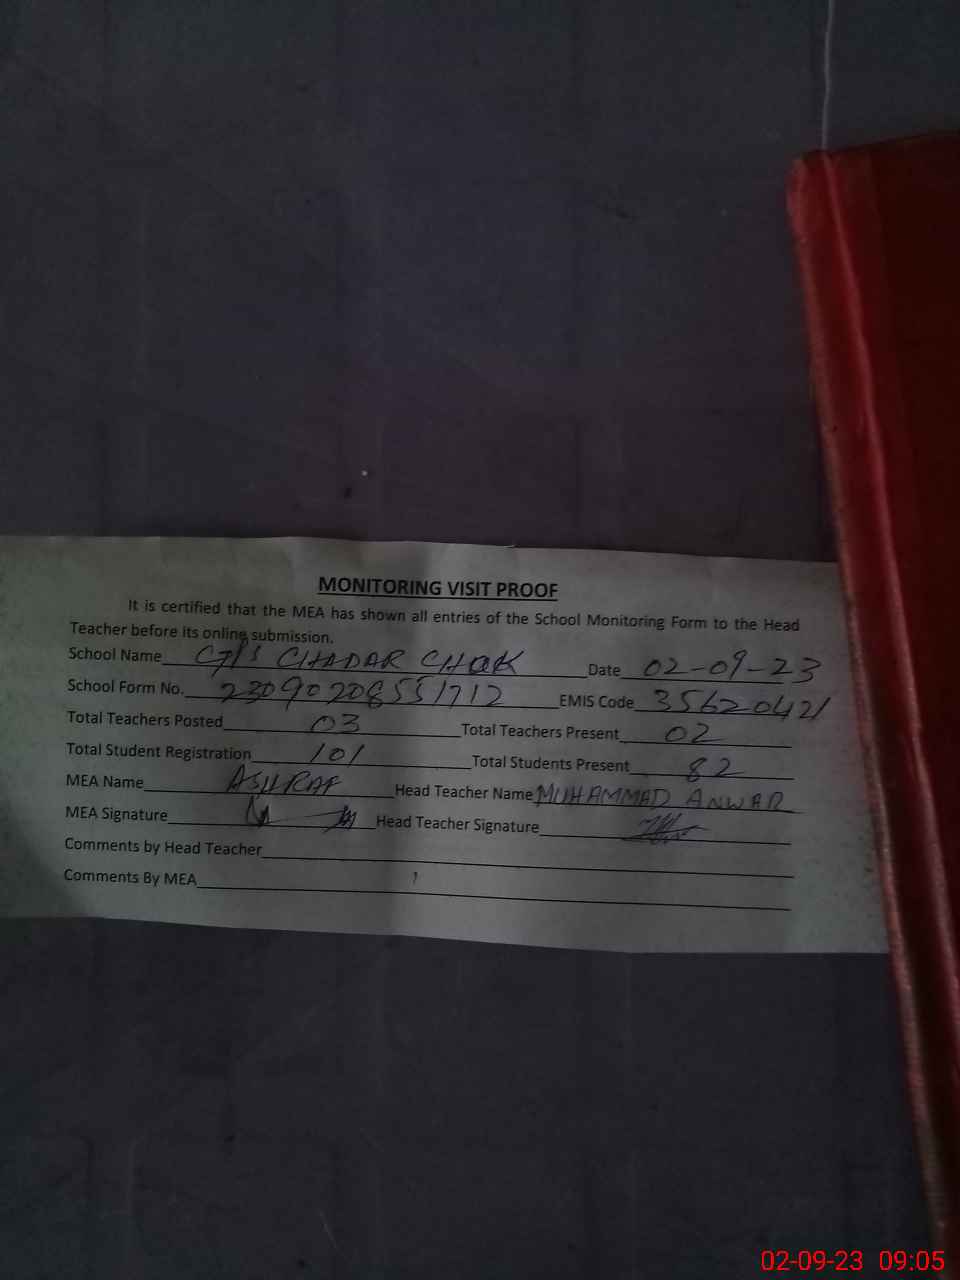 MONITORING VISIT PROOF
It is certified that the MEA has shown all entries of the School Monitoring Form to the Head
Teacher before its online submission.
School Name GPS CHADAR CHAK Date 02-09-23
School Form No. 23090208551712 EMIS Code 35620421
Total Teachers Posted 03 Total Teachers Present 02
Total Student Registration 101 Total Students Present 82
MEA Name ASHRAF Head Teacher Name MUHAMMAD ANWAR
MEA Signature Head Teacher Signature
Comments by Head Teacher
Comments By MEA
02-09-23 09:05